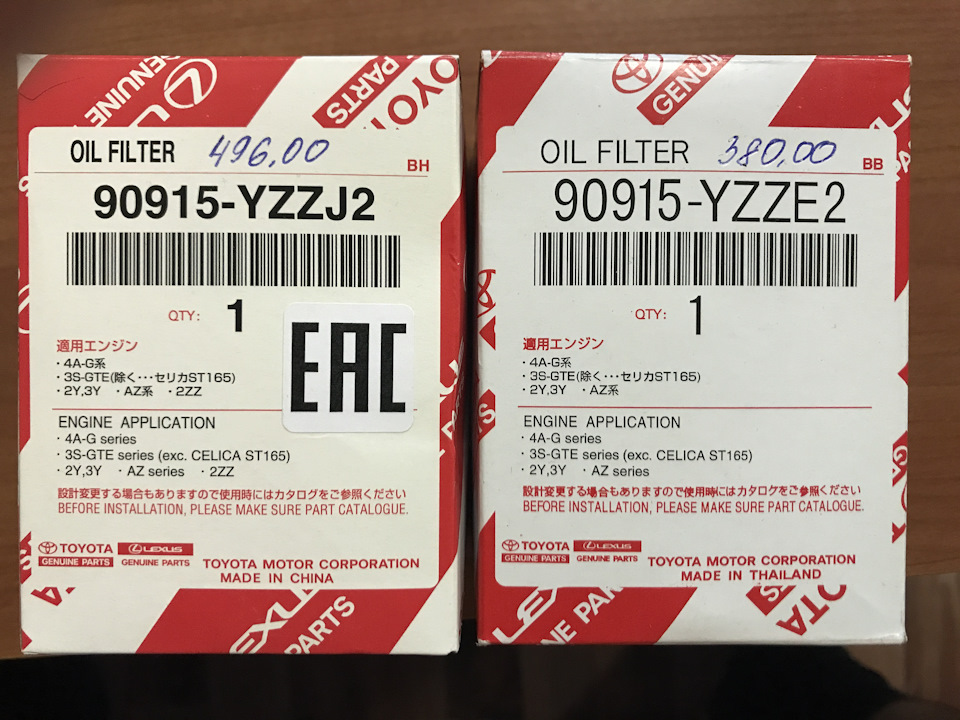 GENUINE
LEXUS
TOYOTA
PARTS
OIL FILTER 496,00
BH
90915-YZZJ2
QTY: 1
EAC
適用エンジン
・4A-G系
・3S-GTE(除く・・・セリカST165)
・2Y,3Y ・AZ系 ・2ZZ
ENGINE APPLICATION
・4A-G series
・3S-GTE series (exc. CELICA ST165)
・2Y,3Y ・AZ series ・2ZZ
設計変更する場合もありますので使用時にはカタログをご参照ください
BEFORE INSTALLATION, PLEASE MAKE SURE PART CATALOGUE.
TOYOTA
GENUINE PARTS
LEXUS
GENUINE PARTS
TOYOTA MOTOR CORPORATION
MADE IN CHINA
LEXUS
PARTS
GENUINE
OIL FILTER 380,00
BB
90915-YZZE2
QTY: 1
適用エンジン
・4A-G系
・3S-GTE(除く・・・セリカST165)
・2Y,3Y ・AZ系
ENGINE APPLICATION
・4A-G series
・3S-GTE series (exc. CELICA ST165)
・2Y,3Y ・AZ series
設計変更する場合もありますので使用時にはカタログをご参照ください
BEFORE INSTALLATION, PLEASE MAKE SURE PART CATALOGUE.
TOYOTA
GENUINE PARTS
LEXUS
GENUINE PARTS
TOYOTA MOTOR CORPORATION
MADE IN THAILAND